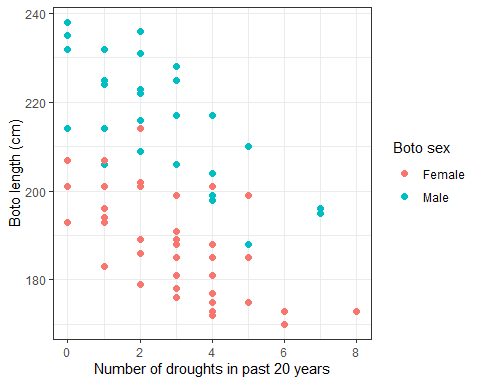 240
220
200
180
Boto length (cm)
0 2 4 6 8
Number of droughts in past 20 years
Boto sex
Female
Male